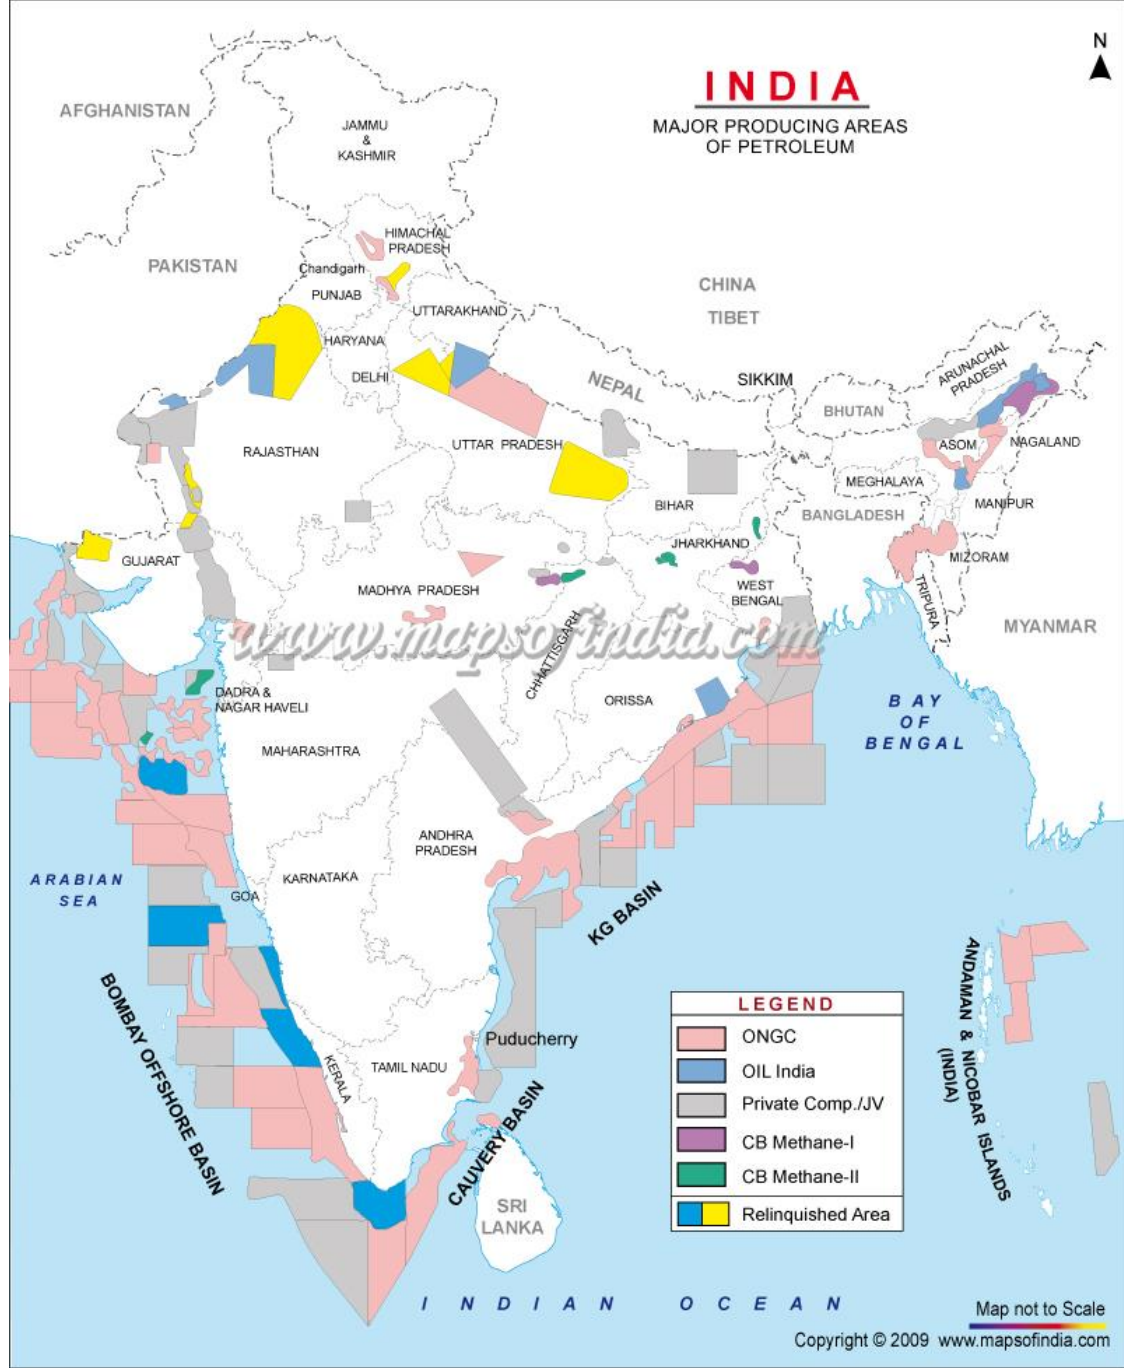 N
INDIA
MAJOR PRODUCING AREAS
OF PETROLEUM
AFGHANISTAN
JAMMU
&
KASHMIR
HIMACHAL
PRADESH
PAKISTAN
Chandigarh
PUNJAB
UTTARAKHAND
CHINA
TIBET
HARYANA
DELHI
NEPAL
SIKKIM
ARUNACHAL
PRADESH
BHUTAN
RAJASTHAN
UTTAR PRADESH
ASOM
NAGALAND
MEGHALAYA
BIHAR
MANIPUR
BANGLADESH
GUJARAT
JHARKHAND
MIZORAM
MADHYA PRADESH
WEST
BENGAL
TRIPURA
MYANMAR
www.mapsofindia.com
CHHATTISGARH
DADRA &
NAGAR HAVELI
ORISSA
BAY
OF
BENGAL
MAHARASHTRA
ANDHRA
PRADESH
ARABIAN
SEA
KARNATAKA
GOA
KG BASIN
BOMBAY OFFSHORE BASIN
ANDAMAN & NICOBAR ISLANDS
(INDIA)
LEGEND
ONGC
OIL India
Private Comp./JV
CB Methane-I
CB Methane-II
Relinquished Area
Puducherry
KERALA
TAMIL NADU
CAUVERY BASIN
SRI
LANKA
INDIAN OCEAN
Map not to Scale
Copyright © 2009 www.mapsofindia.com